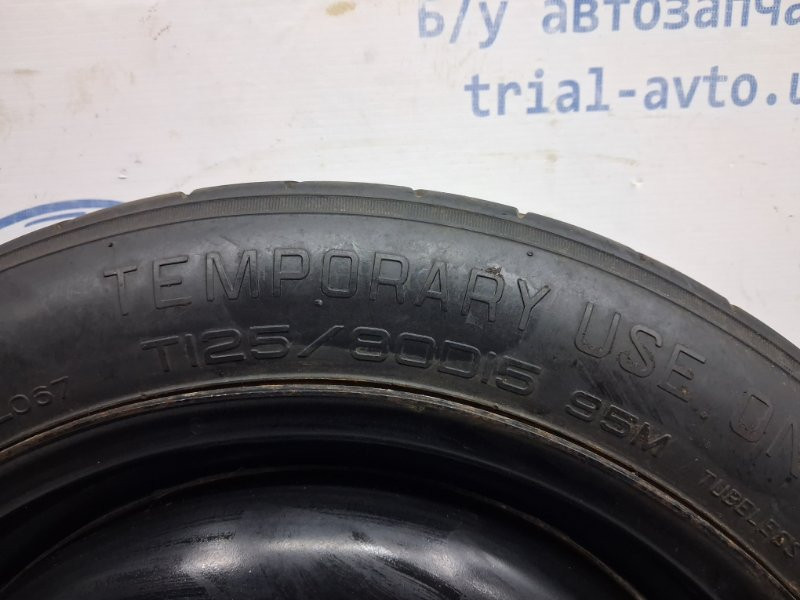 Б/у автозапча
trial-avto.u
TEMPORARY USE ON
T125/80D15 95M
TUBELESS
L067